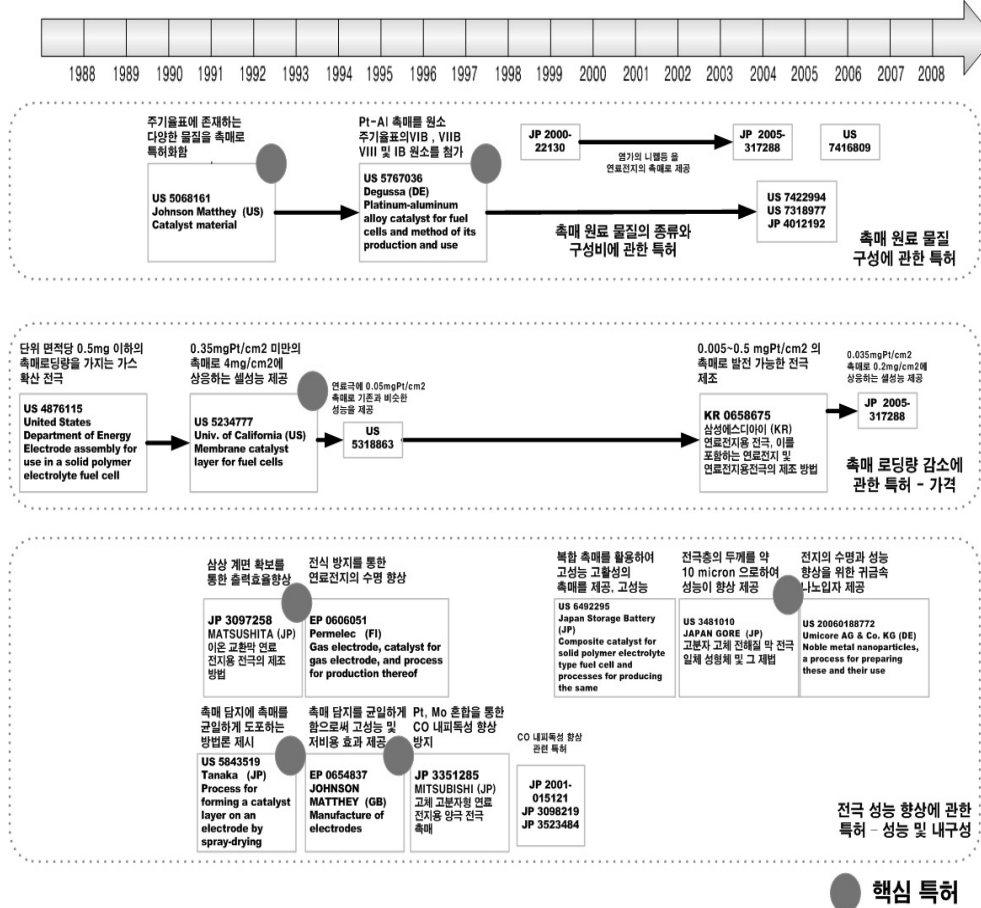 1988 1989 1990 1991 1992 1993 1994 1995 1996 1997 1998 1999 2000 2001 2002 2003 2004 2005 2006 2007 2008
주기율표에 존재하는
다양한 물질을 촉매로
특허화함
US 5068161
Johnson Matthey (US)
Catalyst material
Pt-Al 촉매를 원소
주기율표의VIB , VIIB
VIII 및 IB 원소를 첨가
US 5767036
Degussa (DE)
Platinum-aluminum
alloy catalyst for fuel
cells and method of its
production and use
JP 2000-
22130
염가의 니켈등 을
연료전지의 촉매로 제공
JP 2005-
317288
US
7416809
촉매 원료 물질의 종류와
구성비에 관한 특허
US 7422994
US 7318977
JP 4012192
촉매 원료 물질
구성에 관한 특허
단위 면적당 0.5mg 이하의
촉매로딩량을 가지는 가스
확산 전극
US 4876115
United States
Department of Energy
Electrode assembly for
use in a solid polymer
electrolyte fuel cell
0.35mgPt/cm2 미만의
촉매로 4mg/cm2에
상응하는 셀성능 제공
US 5234777
Univ. of California (US)
Membrane catalyst
layer for fuel cells
연료극에 0.05mgPt/cm2
촉매로 기존과 비슷한
성능을 제공
US
5318863
0.005~0.5 mgPt/cm2 의
촉매로 발전 가능한 전극
제조
KR 0658675
삼성에스디아이 (KR)
연료전지용 전극, 이를
포함하는 연료전지 및
연료전지용전극의 제조 방법
0.035mgPt/cm2
촉매로 0.2mg/cm2에
상응하는 셀성능 제공
JP 2005-
317288
촉매 로딩량 감소에
관한 특허 - 가격
삼상 계면 확보를
통한 출력효율향상
JP 3097258
MATSUSHITA (JP)
이온 교환막 연료
전지용 전극의 제조
방법
전식 방지를 통한
연료전지의 수명 향상
EP 0606051
Permelec (FI)
Gas electrode, catalyst for
gas electrode, and process
for production thereof
복합 촉매를 활용하여
고성능 고활성의
촉매를 제공, 고성능
US 6492295
Japan Storage Battery
(JP)
Composite catalyst for
solid polymer electrolyte
type fuel cell and
processes for producing
the same
전극층의 두께를 약
10 micron 으로하여
성능이 향상 제공
US 3481010
JAPAN GORE (JP)
고분자 고체 전해질 막 전극
일체 성형체 및 그 제법
전지의 수명과 성능
향상을 위한 귀금속
나노입자 제공
US 20060188772
Umicore AG & Co. KG (DE)
Noble metal nanoparticles,
a process for preparing
these and their use
촉매 담지에 촉매를
균일하게 도포하는
방법론 제시
US 5843519
Tanaka (JP)
Process for
forming a catalyst
layer on an
electrode by
spray-drying
촉매 담지를 균일하게
함으로써 고성능 및
저비용 효과 제공
EP 0654837
JOHNSON
MATTHEY (GB)
Manufacture of
electrodes
Pt, Mo 혼합을 통한
CO 내피독성 향상
방지
JP 3351285
MITSUBISHI (JP)
고체 고분자형 연료
전지용 양극 전극
촉매
CO 내피독성 향상
관련 특허
JP 2001-
015121
JP 3098219
JP 3523484
전극 성능 향상에 관한
특허 - 성능 및 내구성
핵심 특허